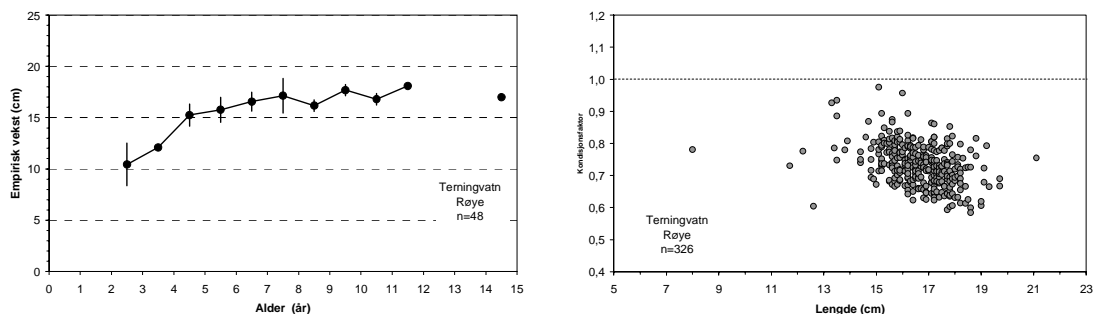 25
20
15
10
5
0
Empirisk vekst (cm)
Terningvatn
Røye
n=48
0 1 2 3 4 5 6 7 8 9 10 11 12 13 14 15
Alder (år)
1,2
1,1
1,0
0,9
0,8
0,7
0,6
0,5
0,4
Kondisjonsfaktor
Terningvatn
Røye
n=326
5 7 9 11 13 15 17 19 21 23
Lengde (cm)